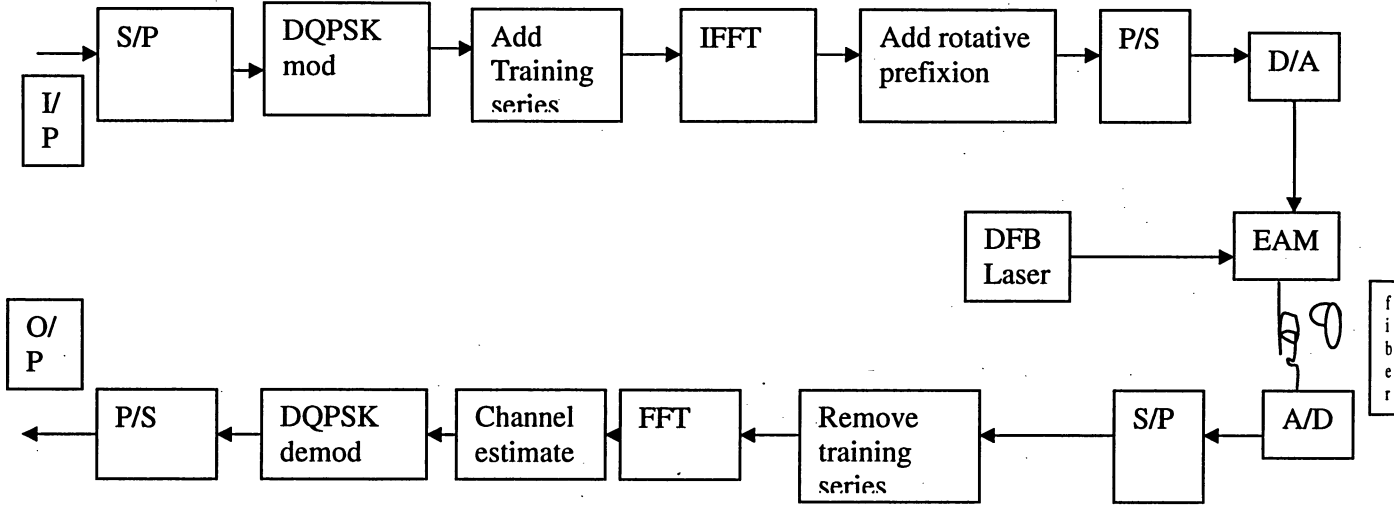 S/P
DQPSK
mod
Add
Training
series
IFFT
Add rotative
prefixion
P/S
D/A
I/
P
DFB
Laser
EAM
f
i
b
e
r
O/
P
P/S
DQPSK
demod
Channel
estimate
FFT
Remove
training
series
S/P
A/D